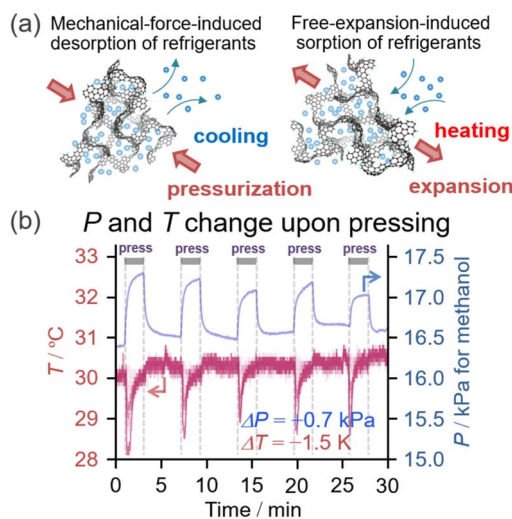 (a) Mechanical-force-induced desorption of refrigerants
Free-expansion-induced sorption of refrigerants
cooling
pressurization
heating
expansion
(b) P and T change upon pressing
press press press press press
33
32
31
30
29
28
T / ºC
17.5
17.0
16.5
16.0
15.5
15.0
P / kPa for methanol
ΔP = +0.7 kPa
ΔT = −1.5 K
0 5 10 15 20 25 30
Time / min